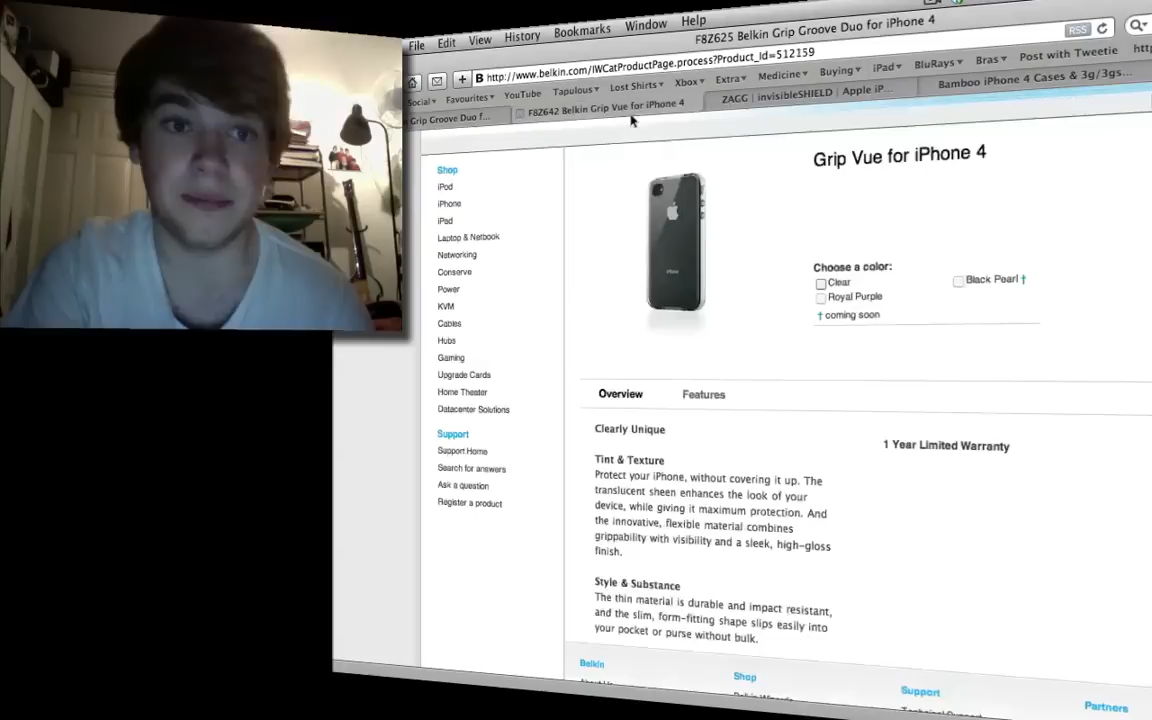 File Edit View History Bookmarks Window Help
F8Z625 Belkin Grip Groove Duo for iPhone 4
http://www.belkin.com/IWCatProductPage.process?Product_Id=512159
RSS
Social Favourites YouTube Tapulous Lost Shirts Xbox Extra Medicine Buying iPad BluRays Bras Post with Tweetie
Grip Groove Duo f...
F8Z642 Belkin Grip Vue for iPhone 4
ZAGG | invisibleSHIELD | Apple iP...
Bamboo iPhone 4 Cases & 3g/3gs...
Shop
iPod
iPhone
iPad
Laptop & Netbook
Networking
Conserve
Power
KVM
Cables
Hubs
Gaming
Upgrade Cards
Home Theater
Datacenter Solutions
Support
Support Home
Search for answers
Ask a question
Register a product
Grip Vue for iPhone 4
Choose a color:
Clear
Black Pearl †
Royal Purple
† coming soon
Overview
Features
Clearly Unique
1 Year Limited Warranty
Tint & Texture
Protect your iPhone, without covering it up. The
translucent sheen enhances the look of your
device, while giving it maximum protection. And
the innovative, flexible material combines
grippability with visibility and a sleek, high-gloss
finish.
Style & Substance
The thin material is durable and impact resistant,
and the slim, form-fitting shape slips easily into
your pocket or purse without bulk.
Belkin
Shop
Support
Partners